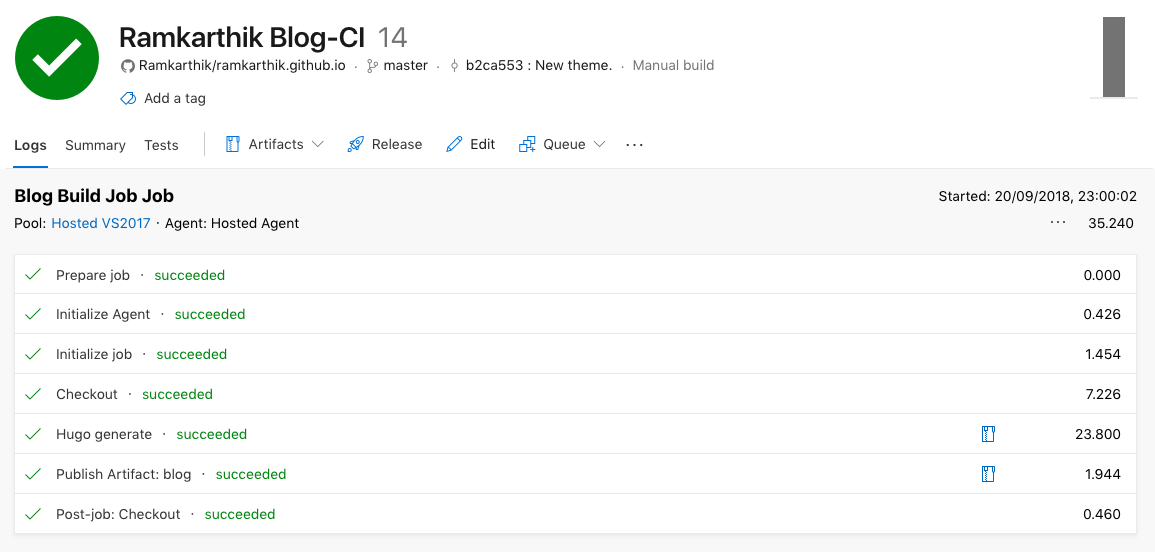 Ramkarthik Blog-CI 14
Ramkarthik/ramkarthik.github.io · master · b2ca553 : New theme. · Manual build
Add a tag
Logs Summary Tests Artifacts Release Edit Queue ···
Blog Build Job Job Started: 20/09/2018, 23:00:02
Pool: Hosted VS2017 · Agent: Hosted Agent ··· 35.240
Prepare job · succeeded 0.000
Initialize Agent · succeeded 0.426
Initialize job · succeeded 1.454
Checkout · succeeded 7.226
Hugo generate · succeeded 23.800
Publish Artifact: blog · succeeded 1.944
Post-job: Checkout · succeeded 0.460